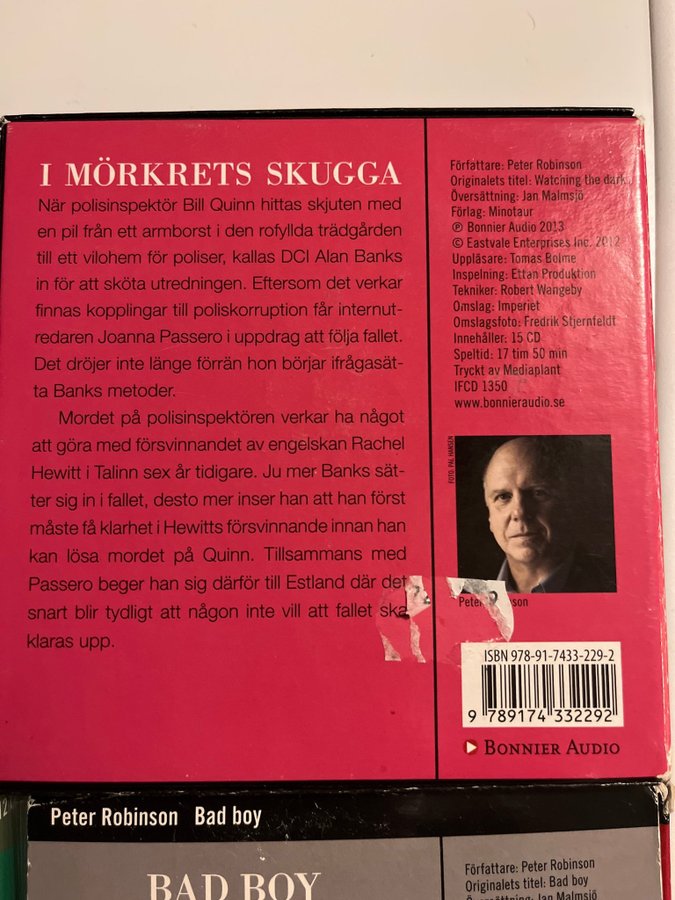 I MÖRKRETS SKUGGA
När polisinspektör Bill Quinn hittas skjuten med
en pil från ett armborst i den rofyllda trädgården
till ett vilohem för poliser, kallas DCI Alan Banks
in för att sköta utredningen. Eftersom det verkar
finnas kopplingar till poliskorruption får internut-
redaren Joanna Passero i uppdrag att följa fallet.
Det dröjer inte länge förrän hon börjar ifrågasät-
ta Banks metoder.
Mordet på polisinspektören verkar ha något
att göra med försvinnandet av engelskan Rachel
Hewitt i Talinn sex år tidigare. Ju mer Banks sät-
ter sig in i fallet, desto mer inser han att han först
måste få klarhet i Hewitts försvinnande innan han
kan lösa mordet på Quinn. Tillsammans med
Passero beger han sig därför till Estland där det
snart blir tydligt att någon inte vill att fallet ska
klaras upp.
Författare: Peter Robinson
Originalets titel: Watching the dark
Översättning: Jan Malmsjö
Förlag: Minotaur
℗ Bonnier Audio 2013
© Eastvale Enterprises Inc. 2012
Uppläsare: Tomas Bolme
Inspelning: Ettan Produktion
Tekniker: Robert Wangeby
Omslag: Imperiet
Omslagsfoto: Fredrik Stjernfeldt
Innehåller: 15 CD
Speltid: 17 tim 50 min
Tryckt av Mediaplant
IFCD 1350
www.bonnieraudio.se
FOTO: PÅL HANSEN
Peter
ISBN 978-91-7433-229-2
9 789174 332292
BONNIER AUDIO
Peter Robinson Bad boy
BAD BOY
Författare: Peter Robinson
Originalets titel: Bad boy
Översättning: Jan Malmsjö